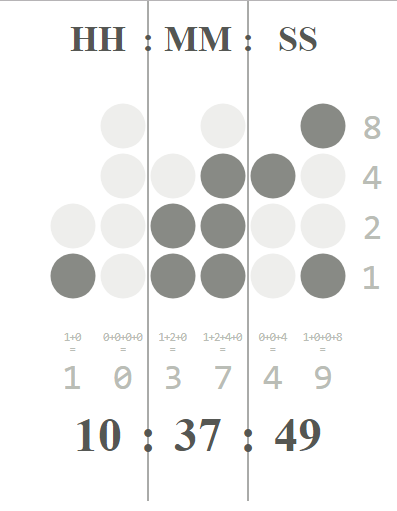 HH : MM : SS
8
4
2
1
1+0 0+0+0+0 1+2+0 1+2+4+0 0+0+4 1+0+0+8
= = = = = =
1 0 3 7 4 9
10 : 37 : 49